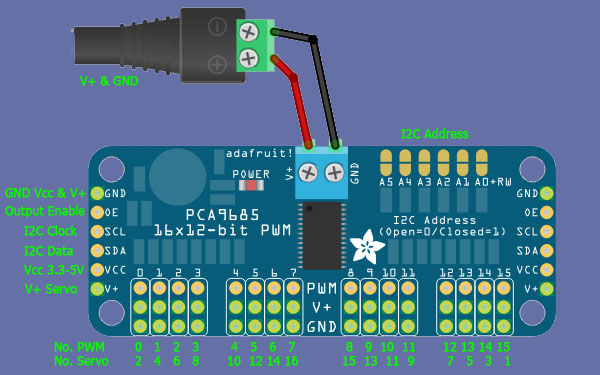 V+ & GND
I2C Address
adafruit!
V+
GND
POWER
A5 A4 A3 A2 A1 A0+RW
GND Vcc & V+
GND
GND
Output Enable
OE
PCA9685
I2C Address
OE
I2C Clock
SCL
16x12-bit PWM
(Open=0/Closed=1)
SCL
I2C Data
SDA
SDA
Vcc 3.3-5V
VCC
VCC
V+ Servo
V+
V+
0 1 2 3 4 5 6 7 8 9 10 11 12 13 14 15
PWM
V+
GND
No. PWM 0 1 2 3 4 5 6 7 8 9 10 11 12 13 14 15
No. Servo 2 4 6 8 10 12 14 16 15 13 11 9 7 5 3 1